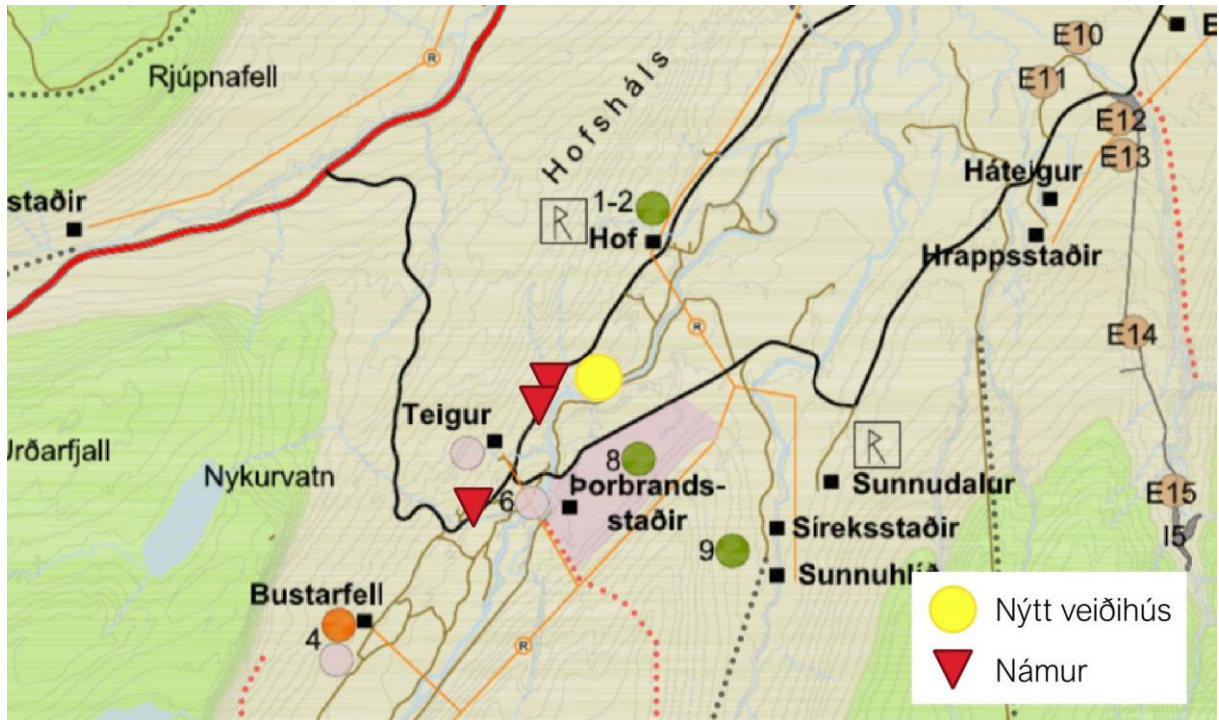 E10
E
Rjúpnafell
R
E11
Hofsháls
E12
E13
Háteigur
staðir
1-2
R
Hof
Hrappsstaðir
R
E14
Teigur
R
Urðarfjall
Nykurvatn
8
6
Þorbrands-
staðir
Sunnudalur
E15
Síreksstaðir
I5
9
Sunnuhlíð
Bustarfell
4
R
Nýtt veiðihús
Námur